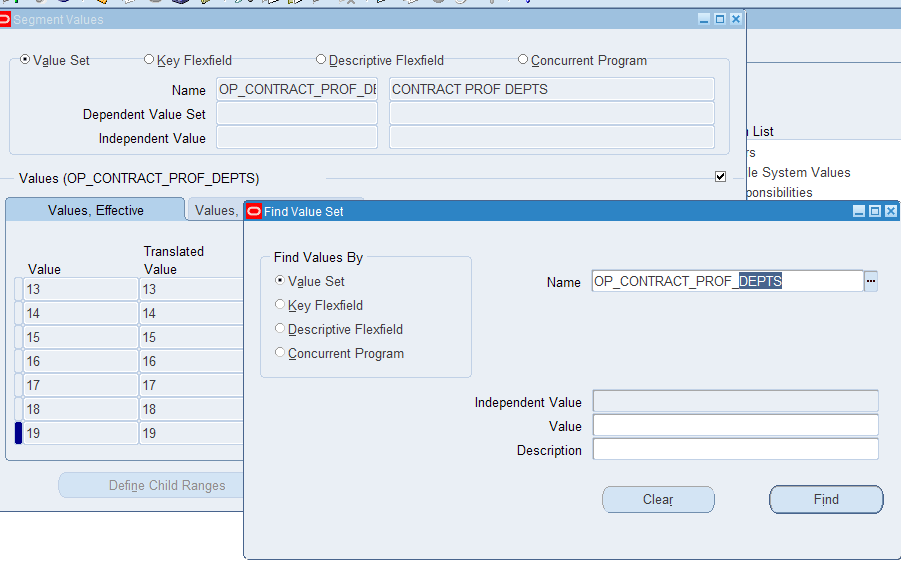 Segment Values
Value Set Key Flexfield Descriptive Flexfield Concurrent Program
Name OP_CONTRACT_PROF_DE CONTRACT PROF DEPTS
Dependent Value Set
Independent Value
List
Values (OP_CONTRACT_PROF_DEPTS)
System Values
Values, Effective Values,
Find Value Set
Translated
Value Value
13 13
14 14
15 15
16 16
17 17
18 18
19 19
Define Child Ranges
Find Values By
Value Set
Key Flexfield
Descriptive Flexfield
Concurrent Program
Name OP_CONTRACT_PROF_DEPTS ...
Independent Value
Value
Description
Clear Find